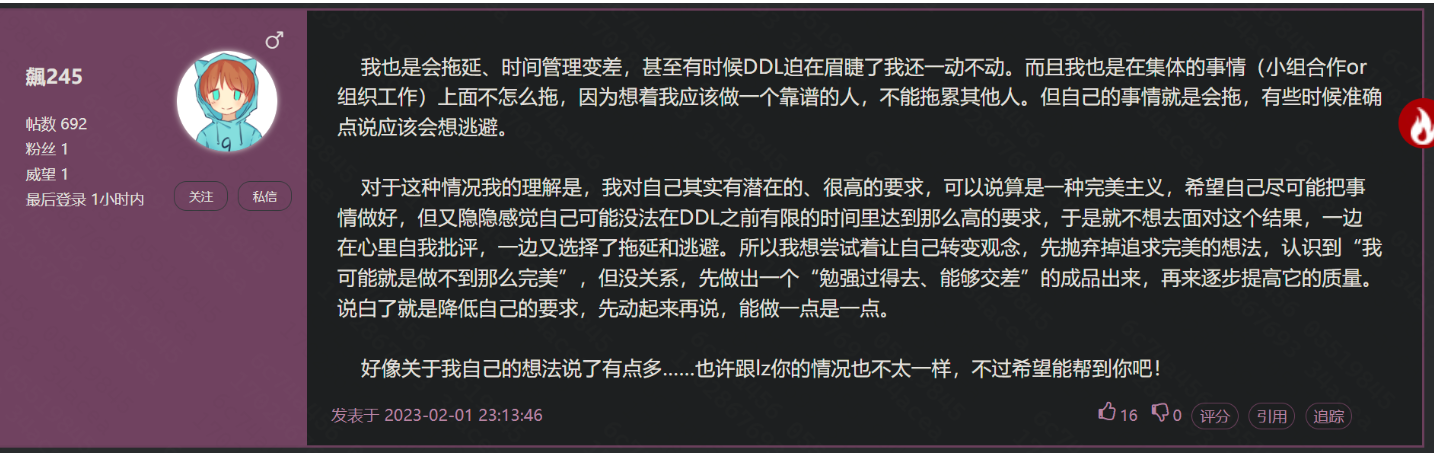 飙245
帖数 692
粉丝 1
威望 1
最后登录 1小时内
关注
私信
9
我也是会拖延、时间管理变差，甚至有时候DDL迫在眉睫了我还一动不动。而且我也是在集体的事情（小组合作or
组织工作）上面不怎么拖，因为想着我应该做一个靠谱的人，不能拖累其他人。但自己的事情就是会拖，有些时候准确
点说应该会想逃避。
对于这种情况我的理解是，我对自己其实有潜在的、很高的要求，可以说算是一种完美主义，希望自己尽可能把事
情做好，但又隐隐感觉自己可能没法在DDL之前有限的时间里达到那么高的要求，于是就不想去面对这个结果，一边
在心里自我批评，一边又选择了拖延和逃避。所以我想尝试着让自己转变观念，先抛弃掉追求完美的想法，认识到“我
可能就是做不到那么完美”，但没关系，先做出一个“勉强过得去、能够交差”的成品出来，再来逐步提高它的质量。
说白了就是降低自己的要求，先动起来再说，能做一点是一点。
好像关于我自己的想法说了有点多......也许跟lz你的情况也不太一样，不过希望能帮到你吧！
发表于 2023-02-01 23:13:46
16
0
评分
引用
追踪